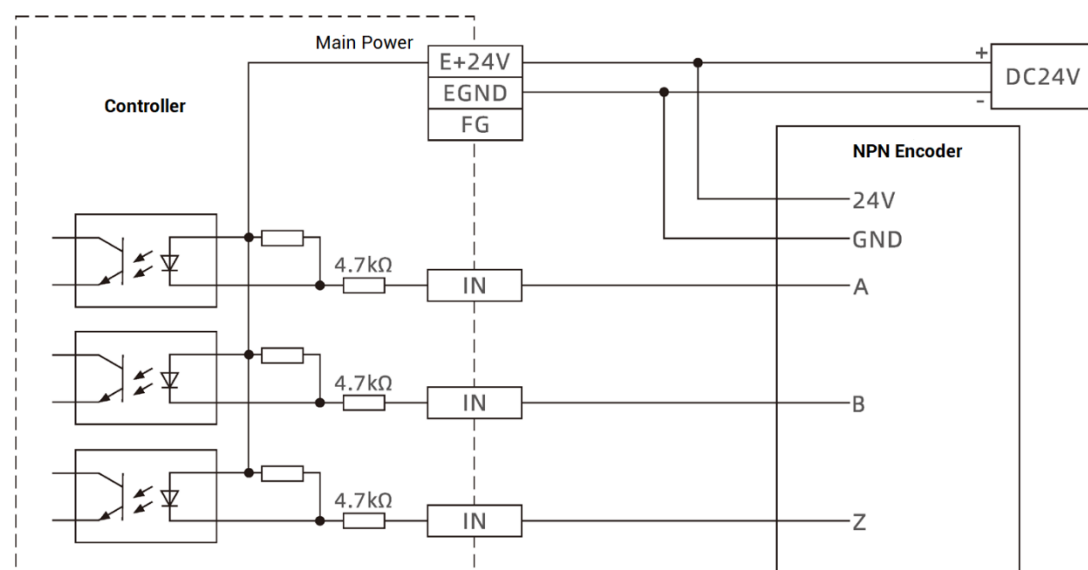 Main Power
E+24V
EGND
FG
+
-
DC24V
Controller
NPN Encoder
24V
GND
4.7kΩ
IN
A
4.7kΩ
IN
B
4.7kΩ
IN
Z